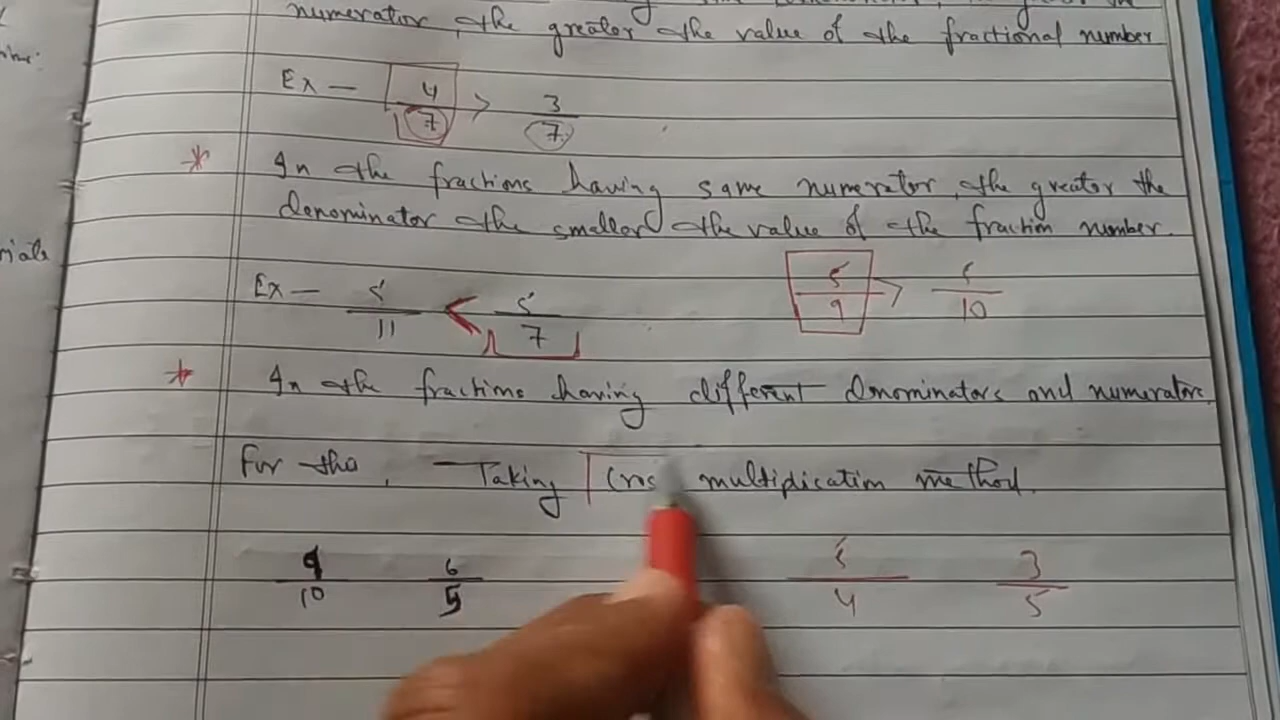 numerator, the greater the value of the fractional number
Ex - 4/7 > 3/7
* In the fractions having same numerator, the greater the
denominator the smaller the value of the fraction number.
Ex - 5/11 < 5/7 5/9 > 5/10
* In the fractions having different denominators and numerators.
For the, Taking Cross multiplication method.
9/10 6/5 5/4 3/5